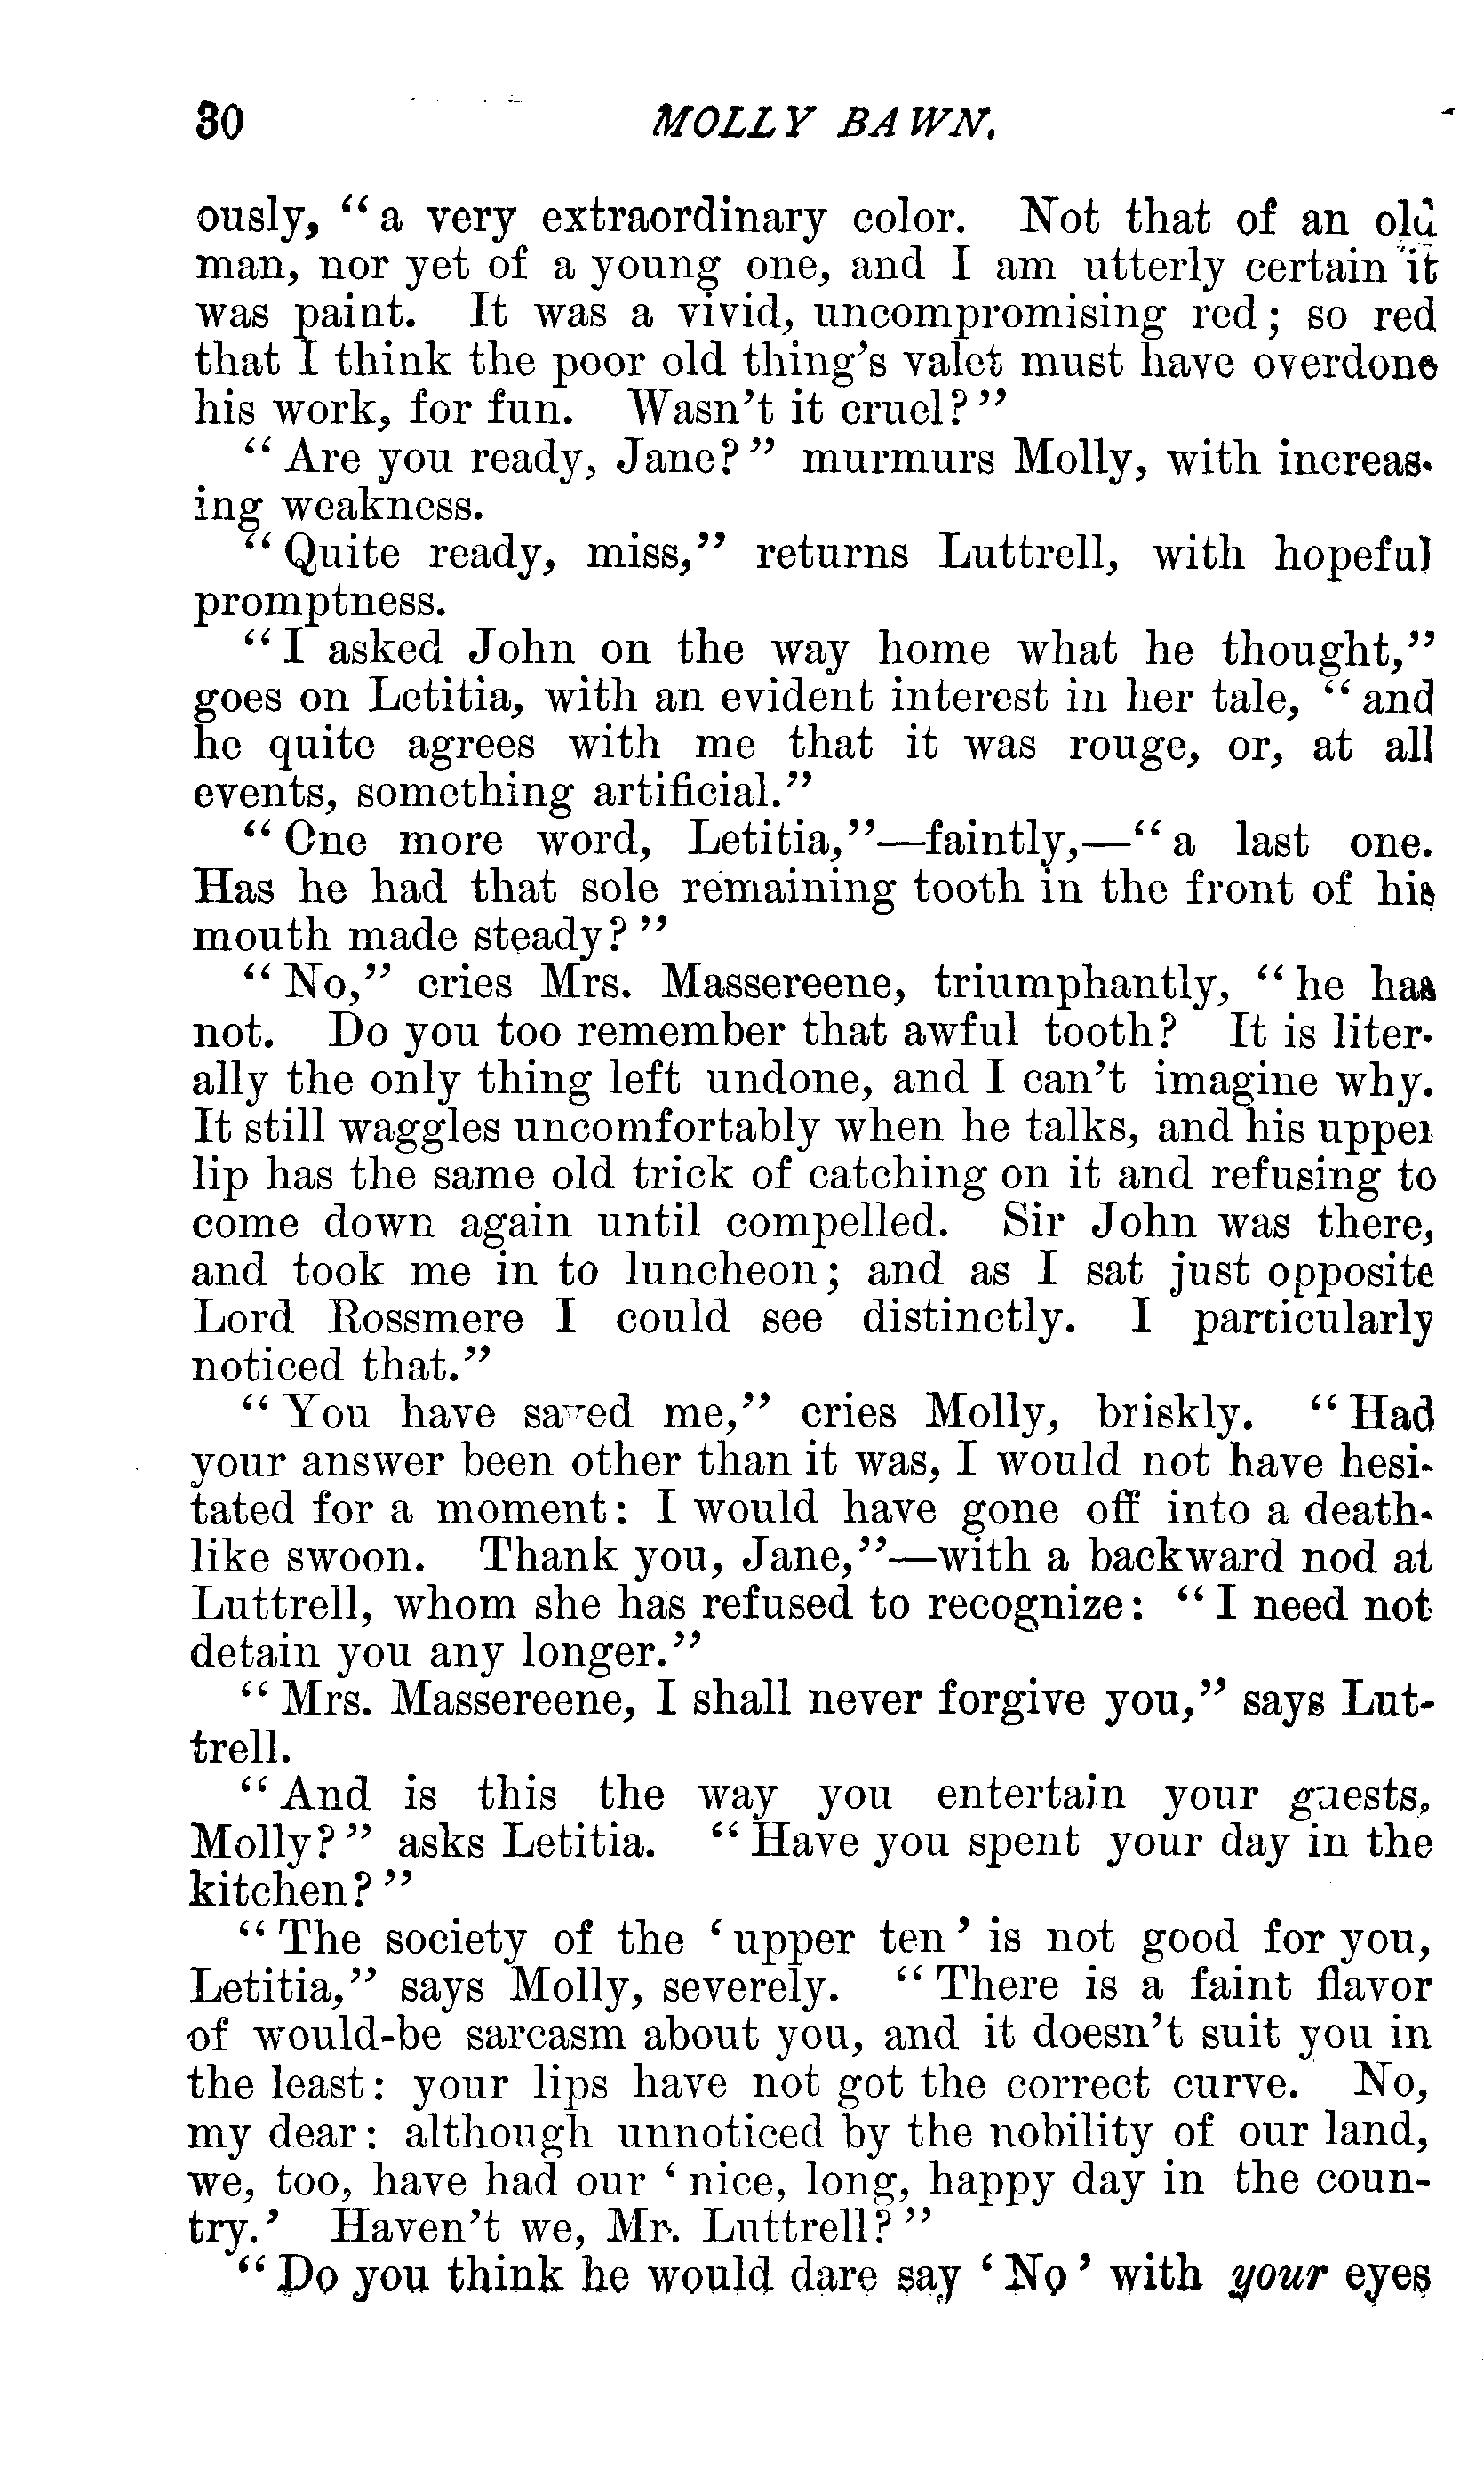 30 MOLLY BAWN.
ously, "a very extraordinary color. Not that of an old
man, nor yet of a young one, and I am utterly certain it
was paint. It was a vivid, uncompromising red; so red
that I think the poor old thing's valet must have overdone
his work, for fun. Wasn't it cruel?"
"Are you ready, Jane?" murmurs Molly, with increas-
ing weakness.
"Quite ready, miss," returns Luttrell, with hopeful
promptness.
"I asked John on the way home what he thought,"
goes on Letitia, with an evident interest in her tale, "and
he quite agrees with me that it was rouge, or, at all
events, something artificial."
"One more word, Letitia,"—faintly,—"a last one.
Has he had that sole remaining tooth in the front of his
mouth made steady?"
"No," cries Mrs. Massereene, triumphantly, "he has
not. Do you too remember that awful tooth? It is liter-
ally the only thing left undone, and I can't imagine why.
It still waggles uncomfortably when he talks, and his upper
lip has the same old trick of catching on it and refusing to
come down again until compelled. Sir John was there,
and took me in to luncheon; and as I sat just opposite
Lord Rossmere I could see distinctly. I particularly
noticed that."
"You have saved me," cries Molly, briskly. "Had
your answer been other than it was, I would not have hesi-
tated for a moment: I would have gone off into a death-
like swoon. Thank you, Jane,"—with a backward nod at
Luttrell, whom she has refused to recognize: "I need not
detain you any longer."
"Mrs. Massereene, I shall never forgive you," says Lut-
trell.
"And is this the way you entertain your guests,
Molly?" asks Letitia. "Have you spent your day in the
kitchen?"
"The society of the 'upper ten' is not good for you,
Letitia," says Molly, severely. "There is a faint flavor
of would-be sarcasm about you, and it doesn't suit you in
the least: your lips have not got the correct curve. No,
my dear: although unnoticed by the nobility of our land,
we, too, have had our 'nice, long, happy day in the coun-
try.' Haven't we, Mr. Luttrell?"
"Do you think he would dare say 'No' with your eyes